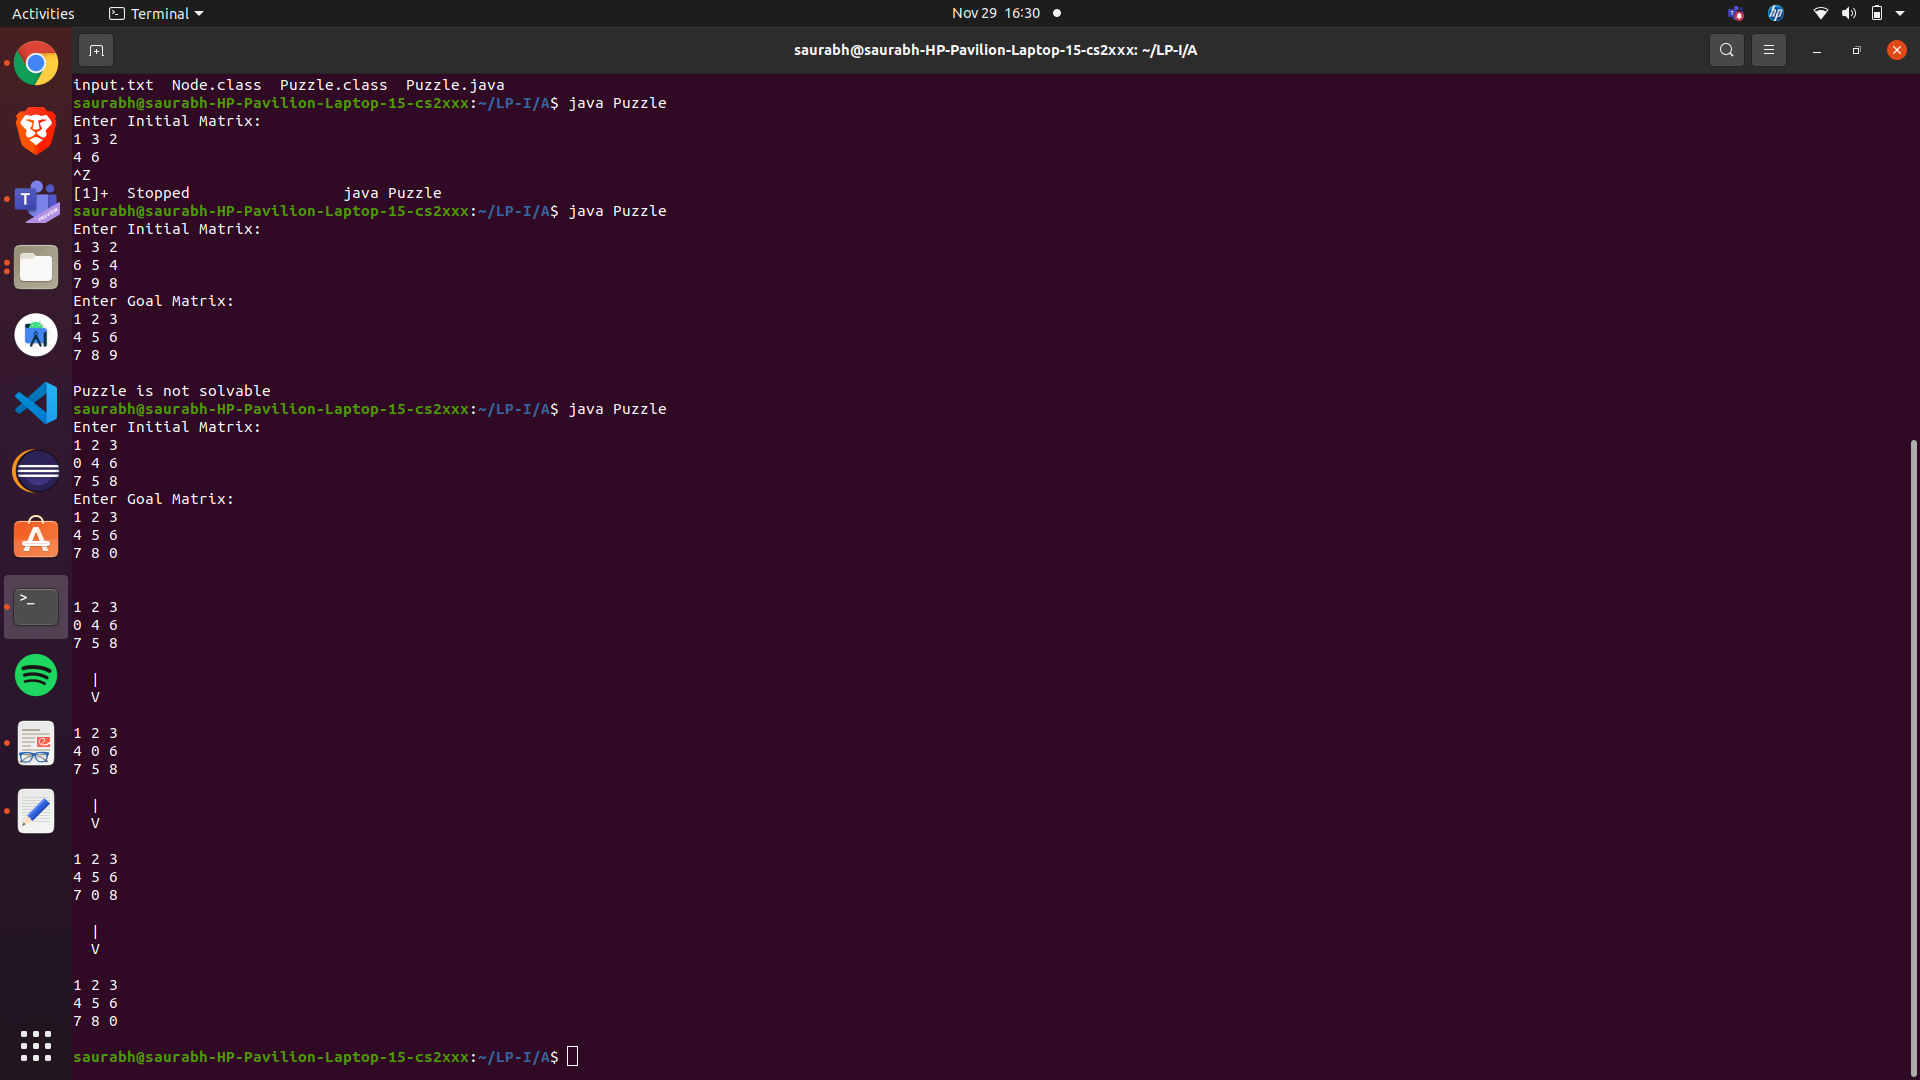 Activities
Terminal
Nov 29 16:30
saurabh@saurabh-HP-Pavilion-Laptop-15-cs2xxx: ~/LP-I/A
input.txt  Node.class  Puzzle.class  Puzzle.java
saurabh@saurabh-HP-Pavilion-Laptop-15-cs2xxx:~/LP-I/A$ java Puzzle
Enter Initial Matrix:
1 3 2
4 6
^Z
[1]+  Stopped                 java Puzzle
saurabh@saurabh-HP-Pavilion-Laptop-15-cs2xxx:~/LP-I/A$ java Puzzle
Enter Initial Matrix:
1 3 2
6 5 4
7 9 8
Enter Goal Matrix:
1 2 3
4 5 6
7 8 9
Puzzle is not solvable
saurabh@saurabh-HP-Pavilion-Laptop-15-cs2xxx:~/LP-I/A$ java Puzzle
Enter Initial Matrix:
1 2 3
0 4 6
7 5 8
Enter Goal Matrix:
1 2 3
4 5 6
7 8 0
1 2 3
0 4 6
7 5 8
|
V
1 2 3
4 0 6
7 5 8
|
V
1 2 3
4 5 6
7 0 8
|
V
1 2 3
4 5 6
7 8 0
saurabh@saurabh-HP-Pavilion-Laptop-15-cs2xxx:~/LP-I/A$